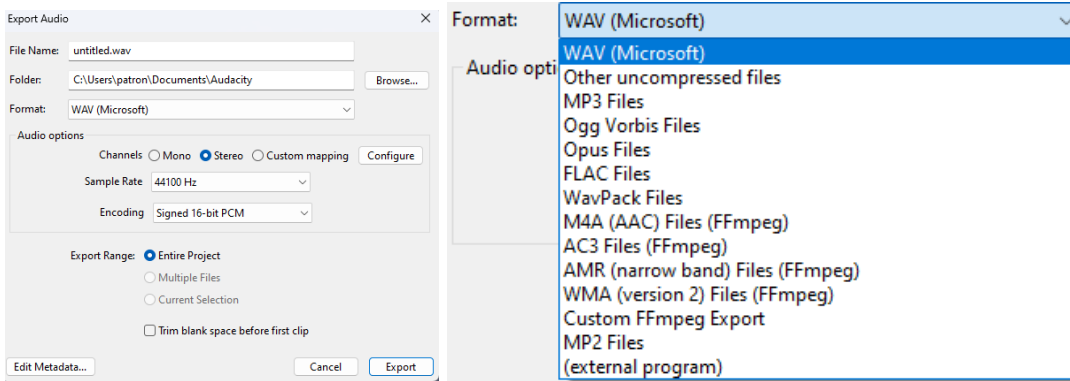 Export Audio
File Name: untitled.wav
Folder: C:\Users\patron\Documents\Audacity Browse...
Format: WAV (Microsoft)
Audio options
Channels Mono Stereo Custom mapping Configure
Sample Rate 44100 Hz
Encoding Signed 16-bit PCM
Export Range: Entire Project
Multiple Files
Current Selection
Trim blank space before first clip
Edit Metadata... Cancel Export
Format: WAV (Microsoft)
WAV (Microsoft)
Audio opti
Other uncompressed files
MP3 Files
Ogg Vorbis Files
Opus Files
FLAC Files
WavPack Files
M4A (AAC) Files (FFmpeg)
AC3 Files (FFmpeg)
AMR (narrow band) Files (FFmpeg)
WMA (version 2) Files (FFmpeg)
Custom FFmpeg Export
MP2 Files
(external program)